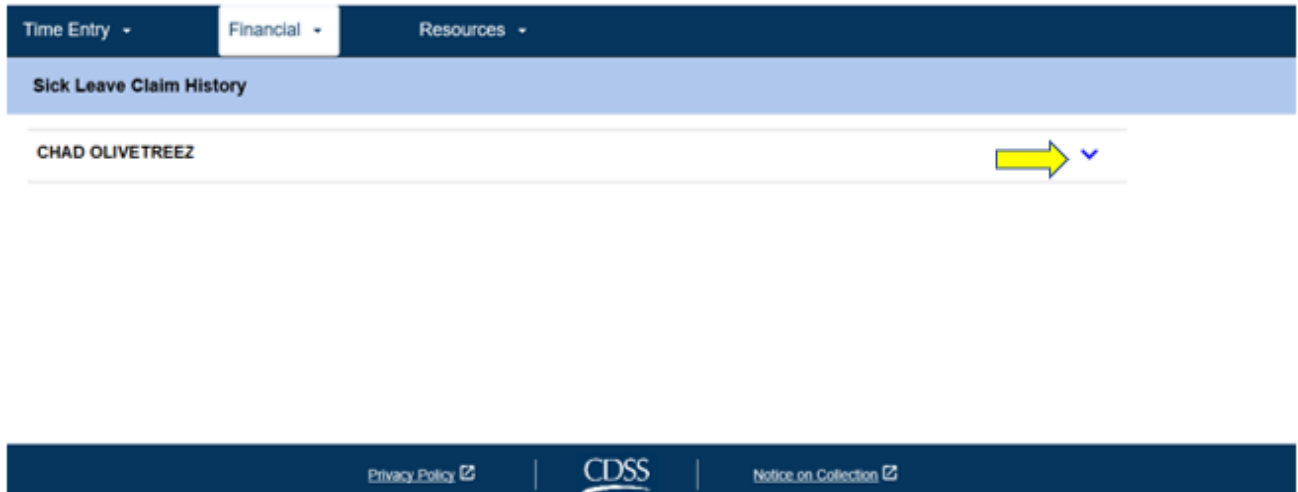 Time Entry Financial Resources
Sick Leave Claim History
CHAD OLIVETREEZ
Privacy Policy CDSS Notice on Collection